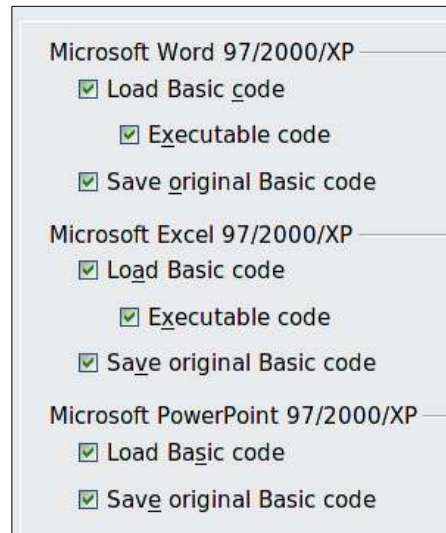 Microsoft Word 97/2000/XP
Load Basic code
Executable code
Save original Basic code
Microsoft Excel 97/2000/XP
Load Basic code
Executable code
Save original Basic code
Microsoft PowerPoint 97/2000/XP
Load Basic code
Save original Basic code